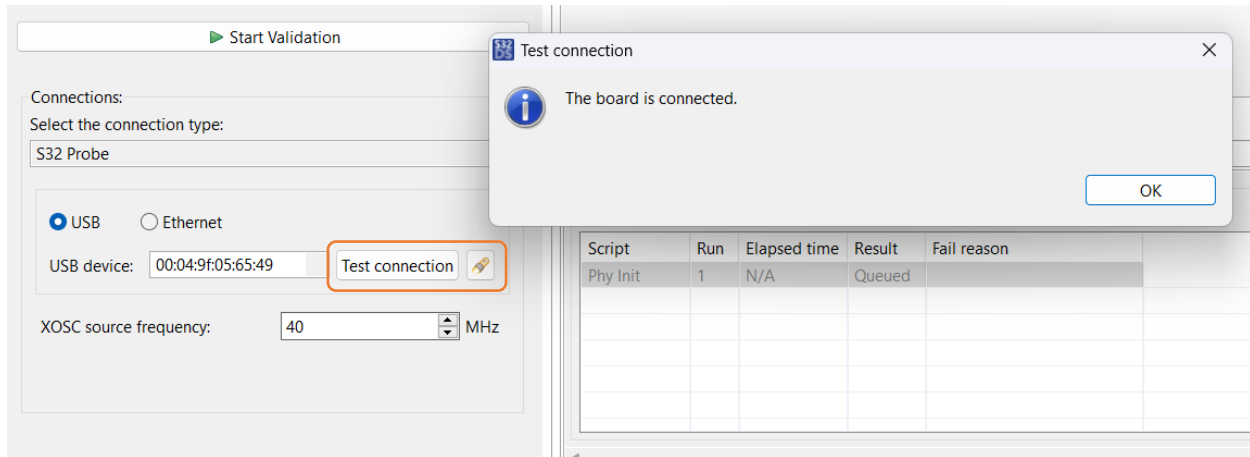 Start Validation
Connections:
Select the connection type:
S32 Probe
USB
Ethernet
USB device:
00:04:9f:05:65:49
Test connection
XOSC source frequency:
40
MHz
S32
DS
Test connection
The board is connected.
OK
Script Run Elapsed time Result Fail reason
Phy Init 1 N/A Queued